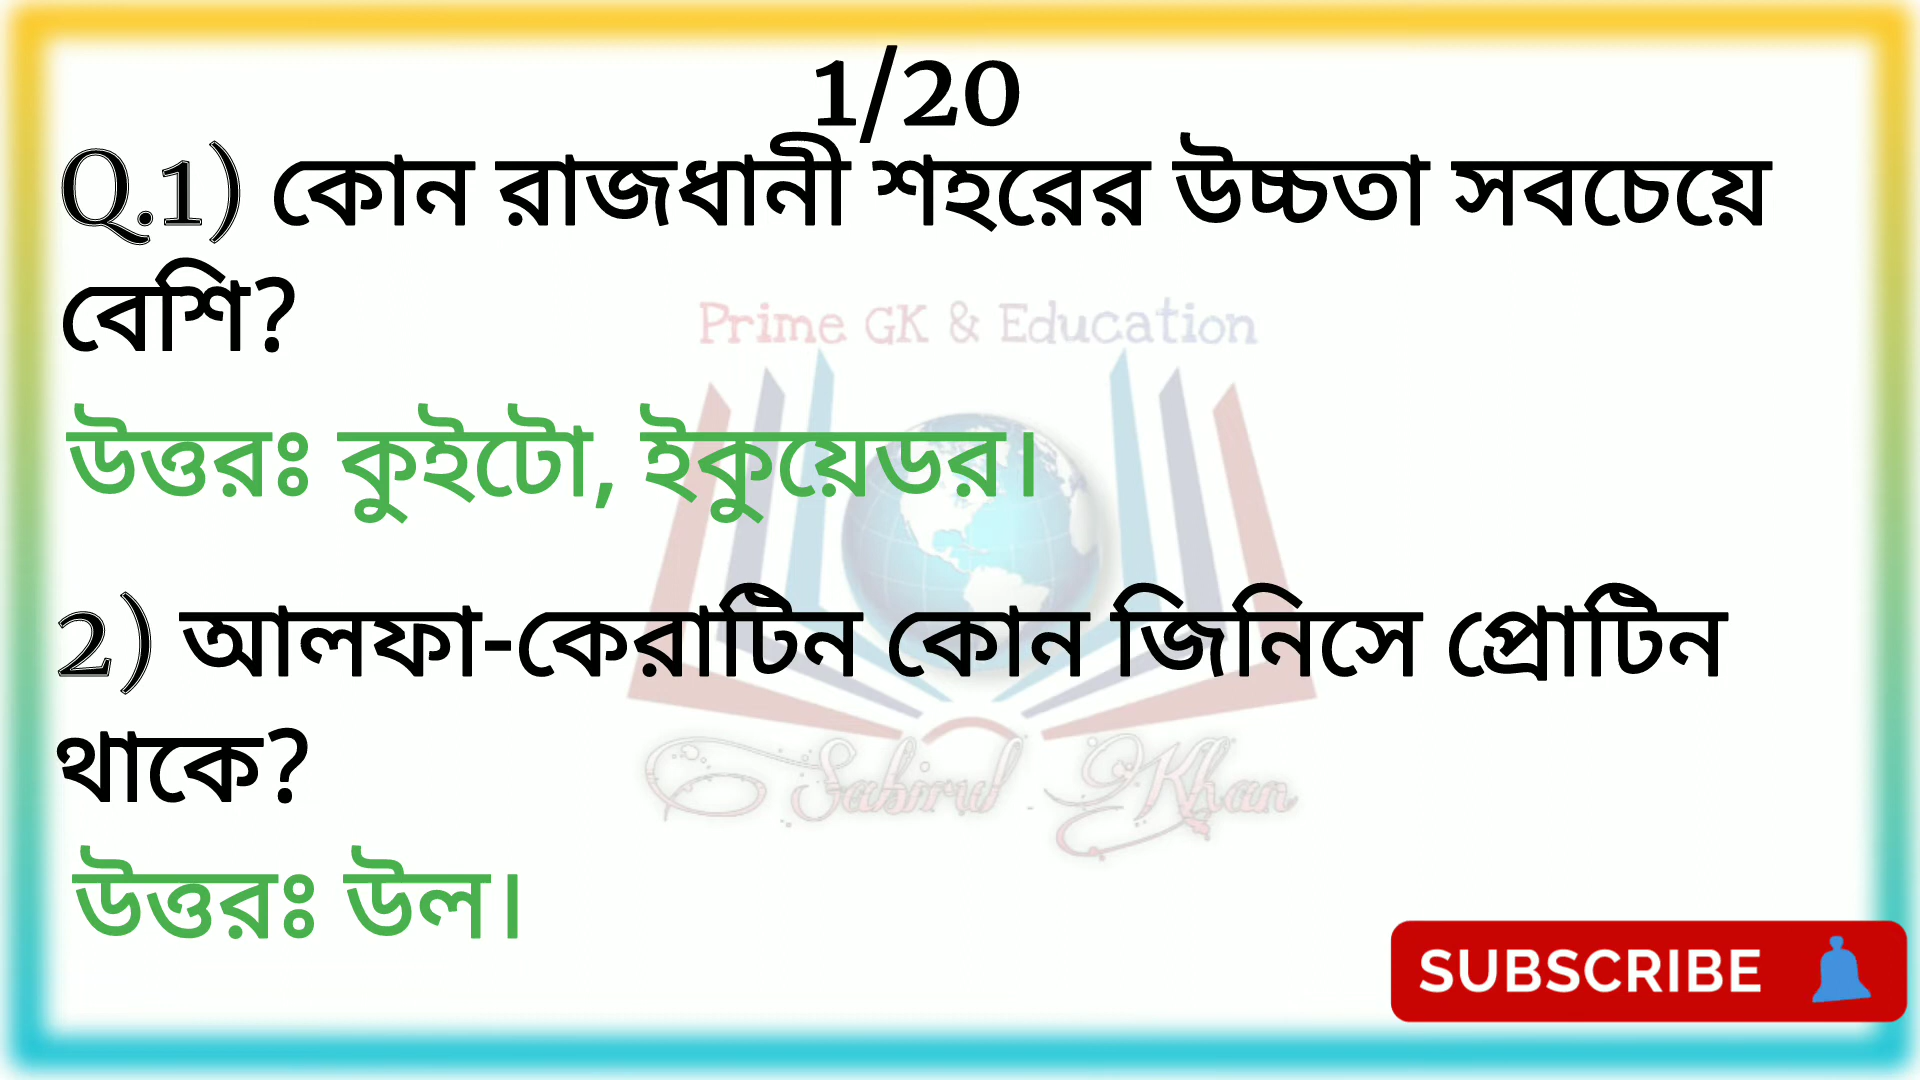 1/20
Q.1) কোন রাজধানী শহরের উচ্চতা সবচেয়ে
বেশি?
Prime GK & Education
উত্তরঃ কুইটো, ইকুয়েডর।
2) আলফা-কেরাটিন কোন জিনিসে প্রোটিন
থাকে?
Sabirul Khan
উত্তরঃ উল।
SUBSCRIBE